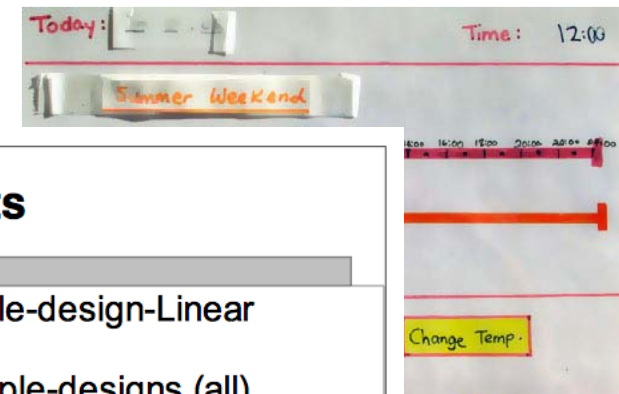 Today:
Time: 12:00
Summer Weekend
16:00 18:00 20:00
ts
le-design-Linear
ple-designs (all)
Change Temp.